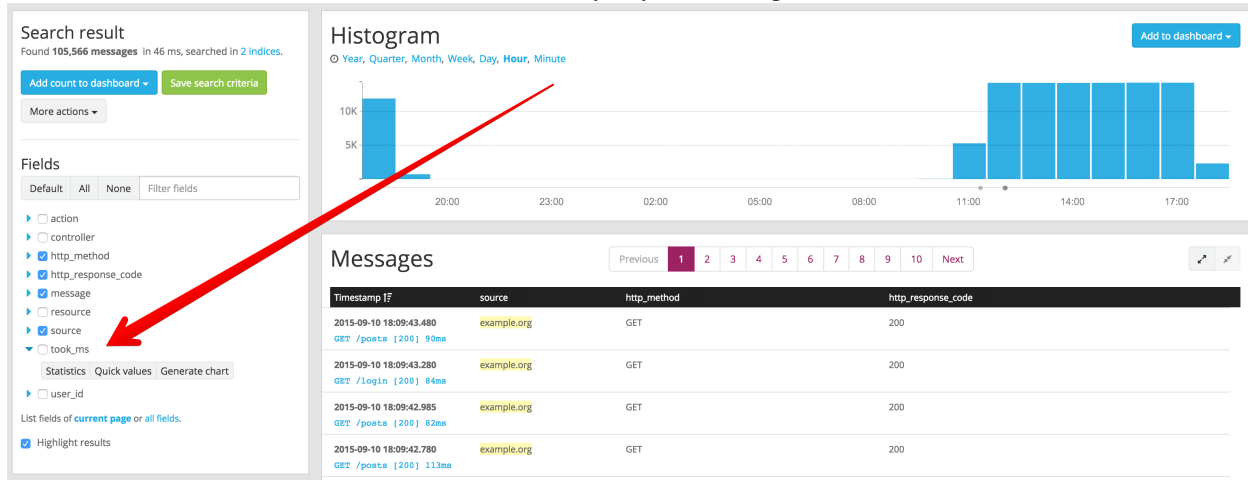 Search result
Found 105,566 messages in 46 ms, searched in 2 indices.
Add count to dashboard
Save search criteria
More actions
Fields
Default All None Filter fields
action
controller
http_method
http_response_code
message
resource
source
took_ms
Statistics Quick values Generate chart
user_id
List fields of current page or all fields.
Highlight results
Histogram
Add to dashboard
Year, Quarter, Month, Week, Day, Hour, Minute
10K
5K
20:00 23:00 02:00 05:00 08:00 11:00 14:00 17:00
Messages
Previous 1 2 3 4 5 6 7 8 9 10 Next
Timestamp source http_method http_response_code
2015-09-10 18:09:43.480 example.org GET 200
GET /posts [200] 90ms
2015-09-10 18:09:43.280 example.org GET 200
GET /login [200] 84ms
2015-09-10 18:09:42.985 example.org GET 200
GET /posts [200] 82ms
2015-09-10 18:09:42.780 example.org GET 200
GET /posts [200] 113ms